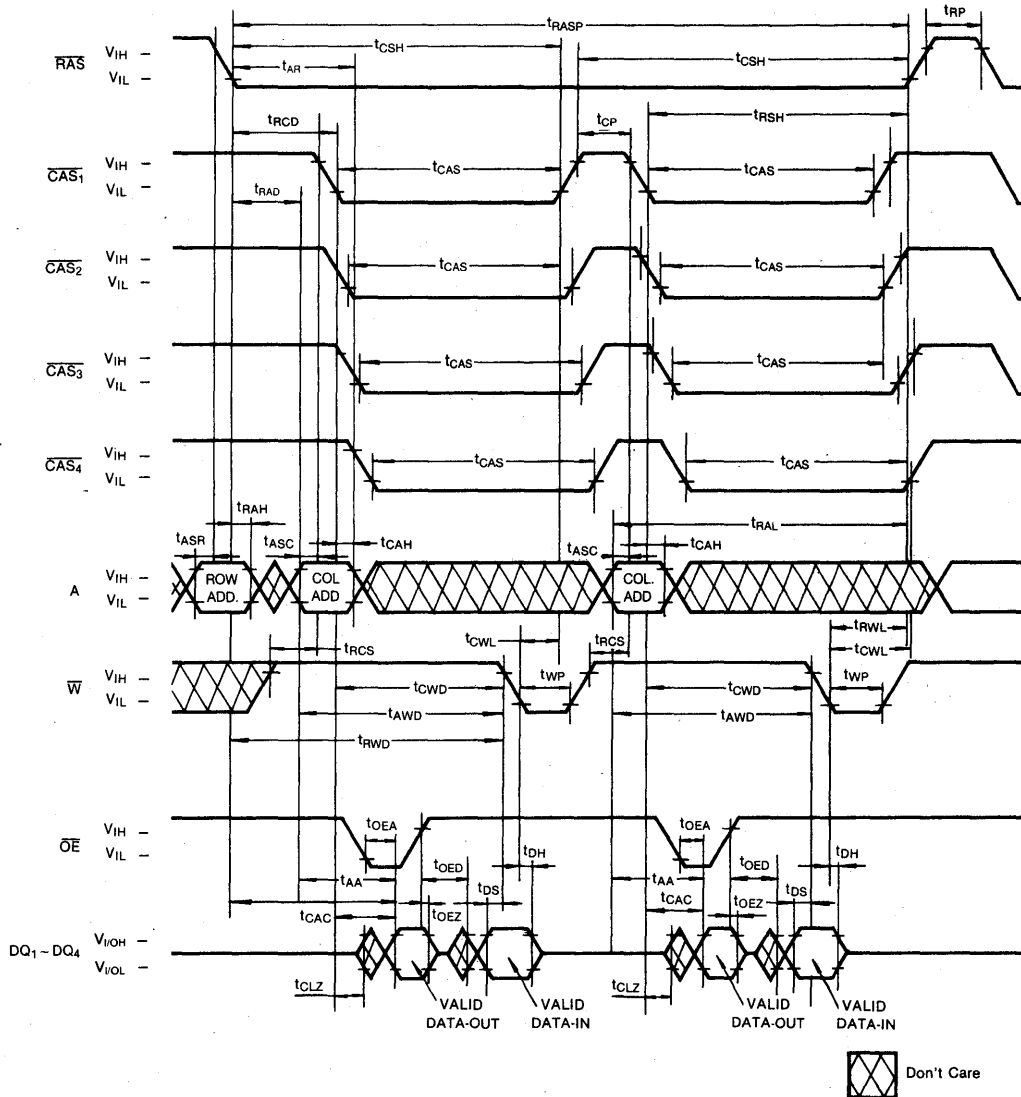 tRASP
tRP
tCSH
tCSH
tAR
RAS
VIH –
VIL –
tRCD
tRSH
tCP
CAS1
VIH –
VIL –
tCAS
tCAS
tRAD
CAS2
VIH –
VIL –
tCAS
tCAS
CAS3
VIH –
VIL –
tCAS
tCAS
CAS4
VIH –
VIL –
tCAS
tCAS
tRAH
tRAL
tASR
tASC
tCAH
tASC
tCAH
A
VIH –
VIL –
ROW
ADD.
COL
ADD
COL.
ADD
tRWL
tCWL
tCWL
tRCS
tRCS
W
VIH –
VIL –
tWP
tWP
tCWD
tCWD
tAWD
tAWD
tRWD
OE
VIH –
VIL –
tOEA
tOEA
tOED
tDH
tOED
tDH
tAA
tDS
tAA
tDS
tCAC
tOEZ
tCAC
tOEZ
DQ1 ~ DQ4
VI/OH –
VI/OL –
tCLZ
tCLZ
VALID
DATA-OUT
VALID
DATA-IN
VALID
DATA-OUT
VALID
DATA-IN
Don't Care